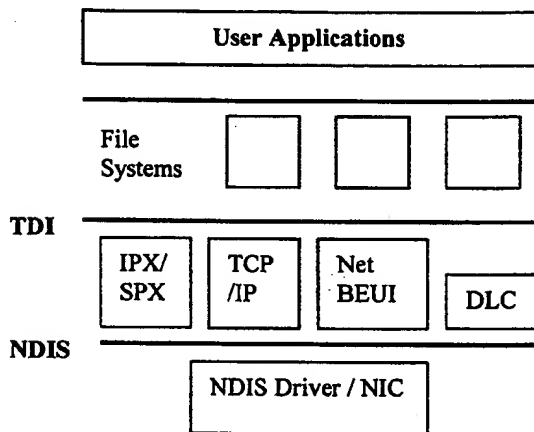 User Applications
File
Systems
TDI
IPX/
SPX
TCP
/IP
Net
BEUI
DLC
NDIS
NDIS Driver / NIC